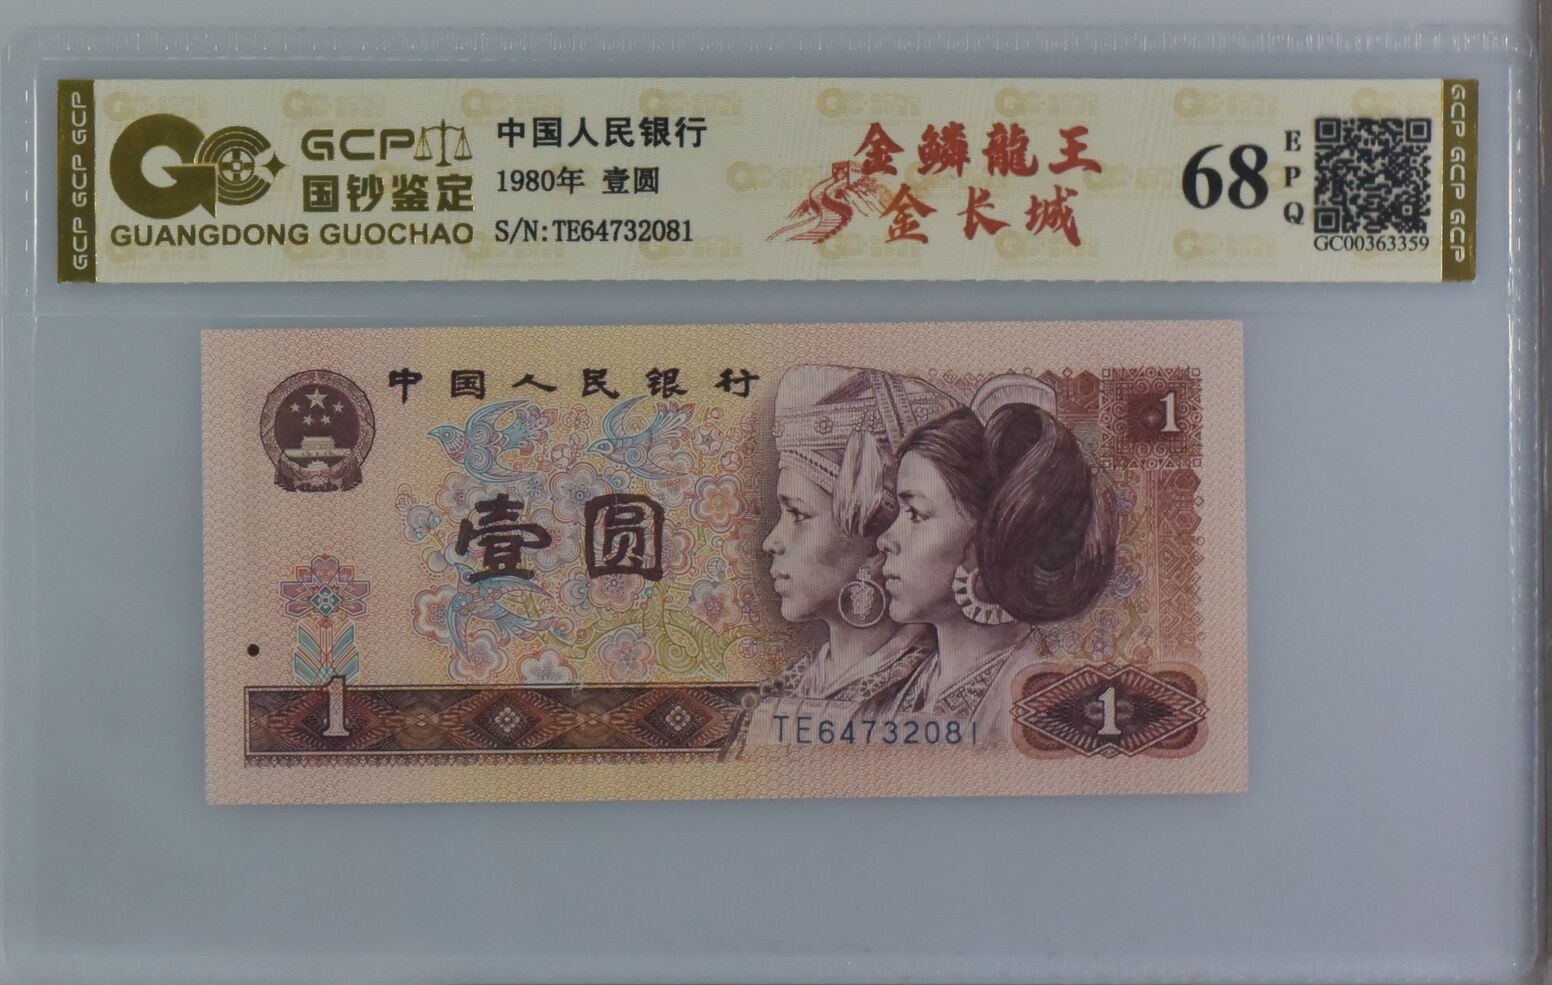 GCP GCP GCP
GCP
国钞鉴定
GUANGDONG GUOCHAO
中国人民银行
1980年 壹圆
S/N:TE64732081
金鳞龍王
金长城
68
EPQ
GC00363359
GCP GCP GCP
中国人民银行
1
壹圆
1
TE64732081
1